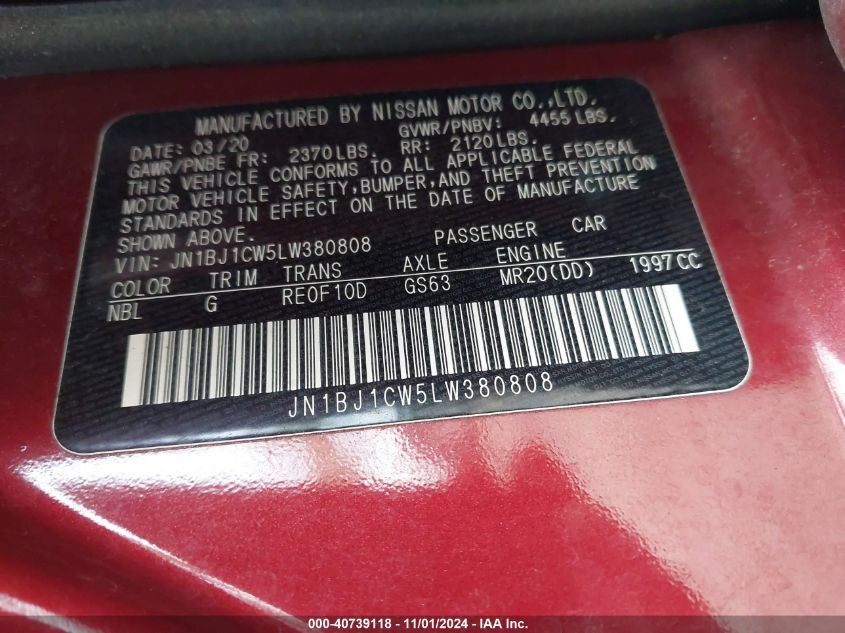 MANUFACTURED BY NISSAN MOTOR CO.,LTD.
DATE: 03/20 GVWR/PNBV: 4455 LBS.
GAWR/PNBE FR: 2370LBS. RR: 2120LBS.
THIS VEHICLE CONFORMS TO ALL APPLICABLE FEDERAL
MOTOR VEHICLE SAFETY,BUMPER,AND THEFT PREVENTION
STANDARDS IN EFFECT ON THE DATE OF MANUFACTURE
SHOWN ABOVE.
VIN: JN1BJ1CW5LW380808 PASSENGER CAR
COLOR TRIM TRANS AXLE ENGINE
NBL G RE0F10D GS63 MR20(DD) 1997CC
JN1BJ1CW5LW380808
000-40739118 - 11/01/2024 - IAA Inc.